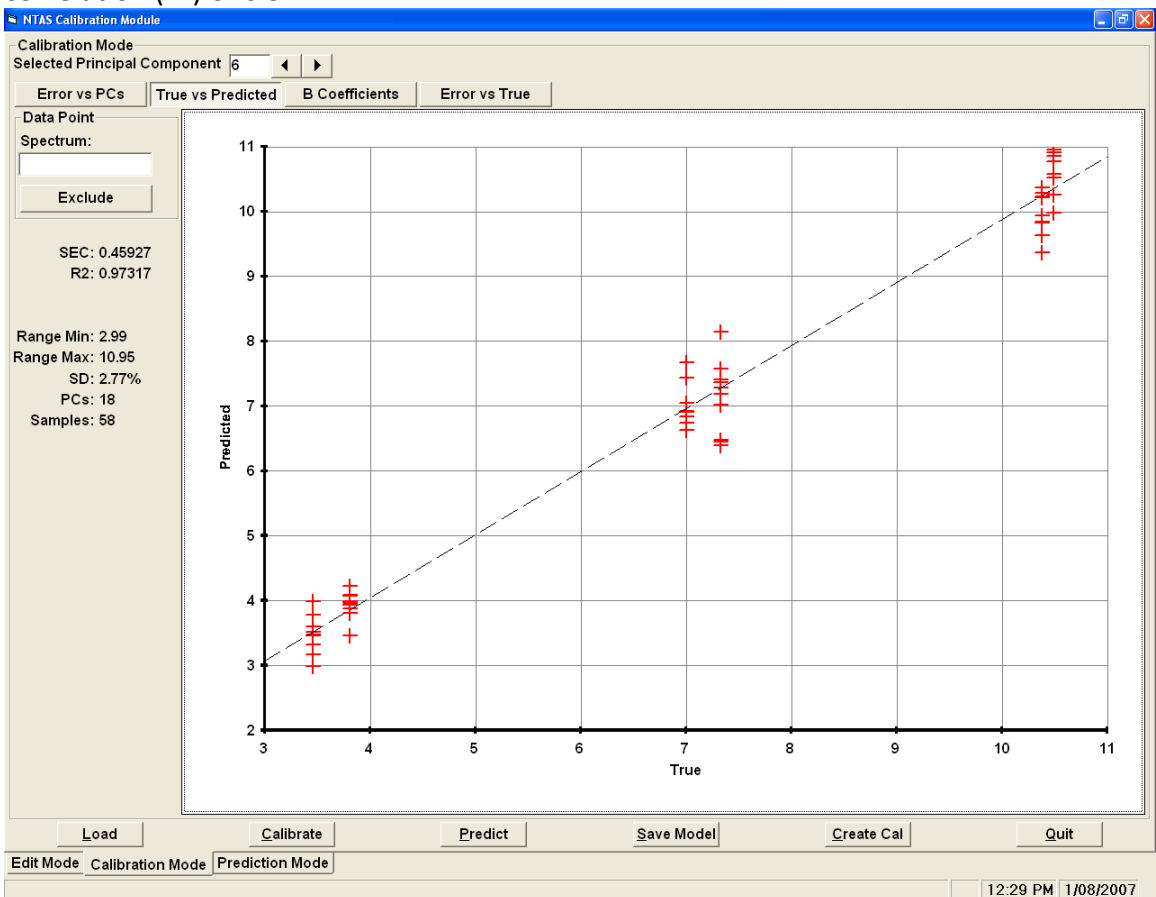 NTAS Calibration Module
Calibration Mode
Selected Principal Component 6
Error vs PCs True vs Predicted B Coefficients Error vs True
Data Point
Spectrum:
Exclude
SEC: 0.45927
R2: 0.97317
Range Min: 2.99
Range Max: 10.95
SD: 2.77%
PCs: 18
Samples: 58
11
10
9
8
7
6
5
4
3
2
Predicted
3 4 5 6 7 8 9 10 11
True
Load Calibrate Predict Save Model Create Cal Quit
Edit Mode Calibration Mode Prediction Mode
12:29 PM 1/08/2007